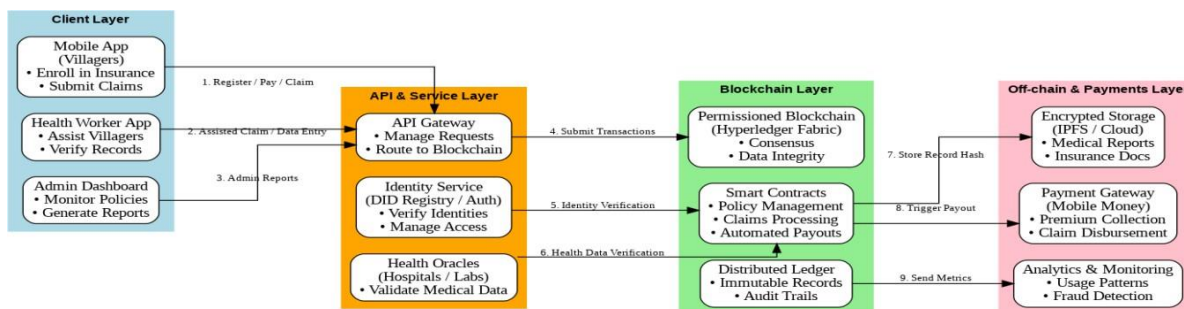 Client Layer
Mobile App
(Villagers)
• Enroll in Insurance
• Submit Claims
Health Worker App
• Assist Villagers
• Verify Records
Admin Dashboard
• Monitor Policies
• Generate Reports
1. Register / Pay / Claim
2. Assisted Claim / Data Entry
3. Admin Reports
API & Service Layer
API Gateway
• Manage Requests
• Route to Blockchain
Identity Service
(DID Registry / Auth)
• Verify Identities
• Manage Access
Health Oracles
(Hospitals / Labs)
• Validate Medical Data
4. Submit Transactions
5. Identity Verification
6. Health Data Verification
Blockchain Layer
Permissioned Blockchain
(Hyperledger Fabric)
• Consensus
• Data Integrity
Smart Contracts
• Policy Management
• Claims Processing
• Automated Payouts
Distributed Ledger
• Immutable Records
• Audit Trails
7. Store Record Hash
8. Trigger Payout
9. Send Metrics
Off-chain & Payments Layer
Encrypted Storage
(IPFS / Cloud)
• Medical Reports
• Insurance Docs
Payment Gateway
(Mobile Money)
• Premium Collection
• Claim Disbursement
Analytics & Monitoring
• Usage Patterns
• Fraud Detection